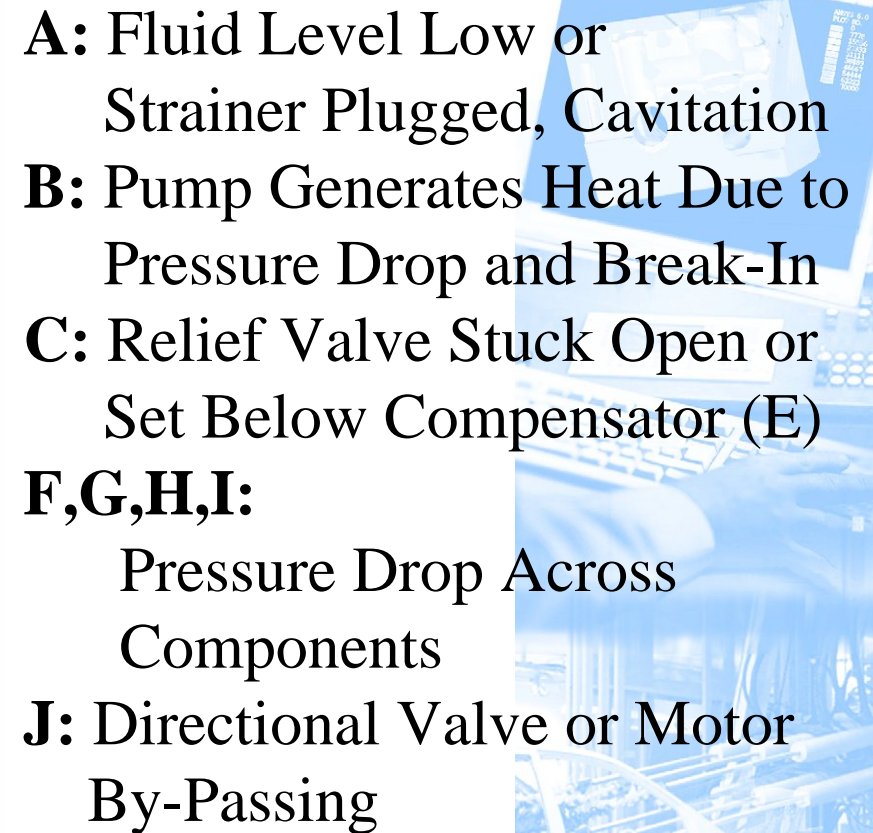 A: Fluid Level Low or
Strainer Plugged, Cavitation
B: Pump Generates Heat Due to
Pressure Drop and Break-In
C: Relief Valve Stuck Open or
Set Below Compensator (E)
F,G,H,I:
Pressure Drop Across
Components
J: Directional Valve or Motor
By-Passing